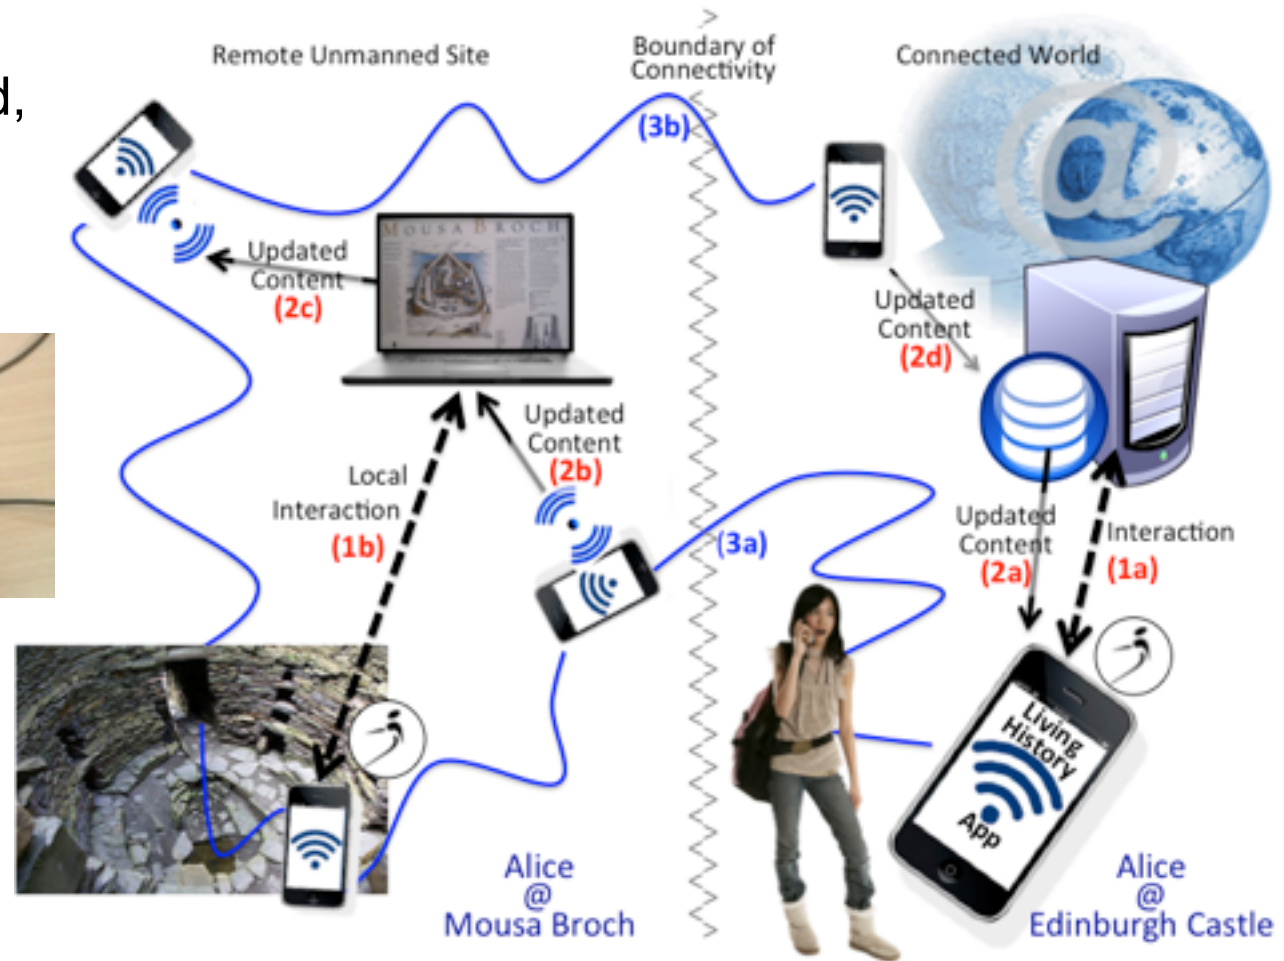 d,
Remote Unmanned Site
Boundary of
Connectivity
Connected World
@
(3b)
MOUSA BROCH
Updated
Content
(2c)
Updated
Content
(2d)
Updated
Content
(2b)
Local
Interaction
(1b)
(3a)
Updated
Content
(2a)
Interaction
(1a)
Living
History
App
Alice
@
Mousa Broch
Alice
@
Edinburgh Castle